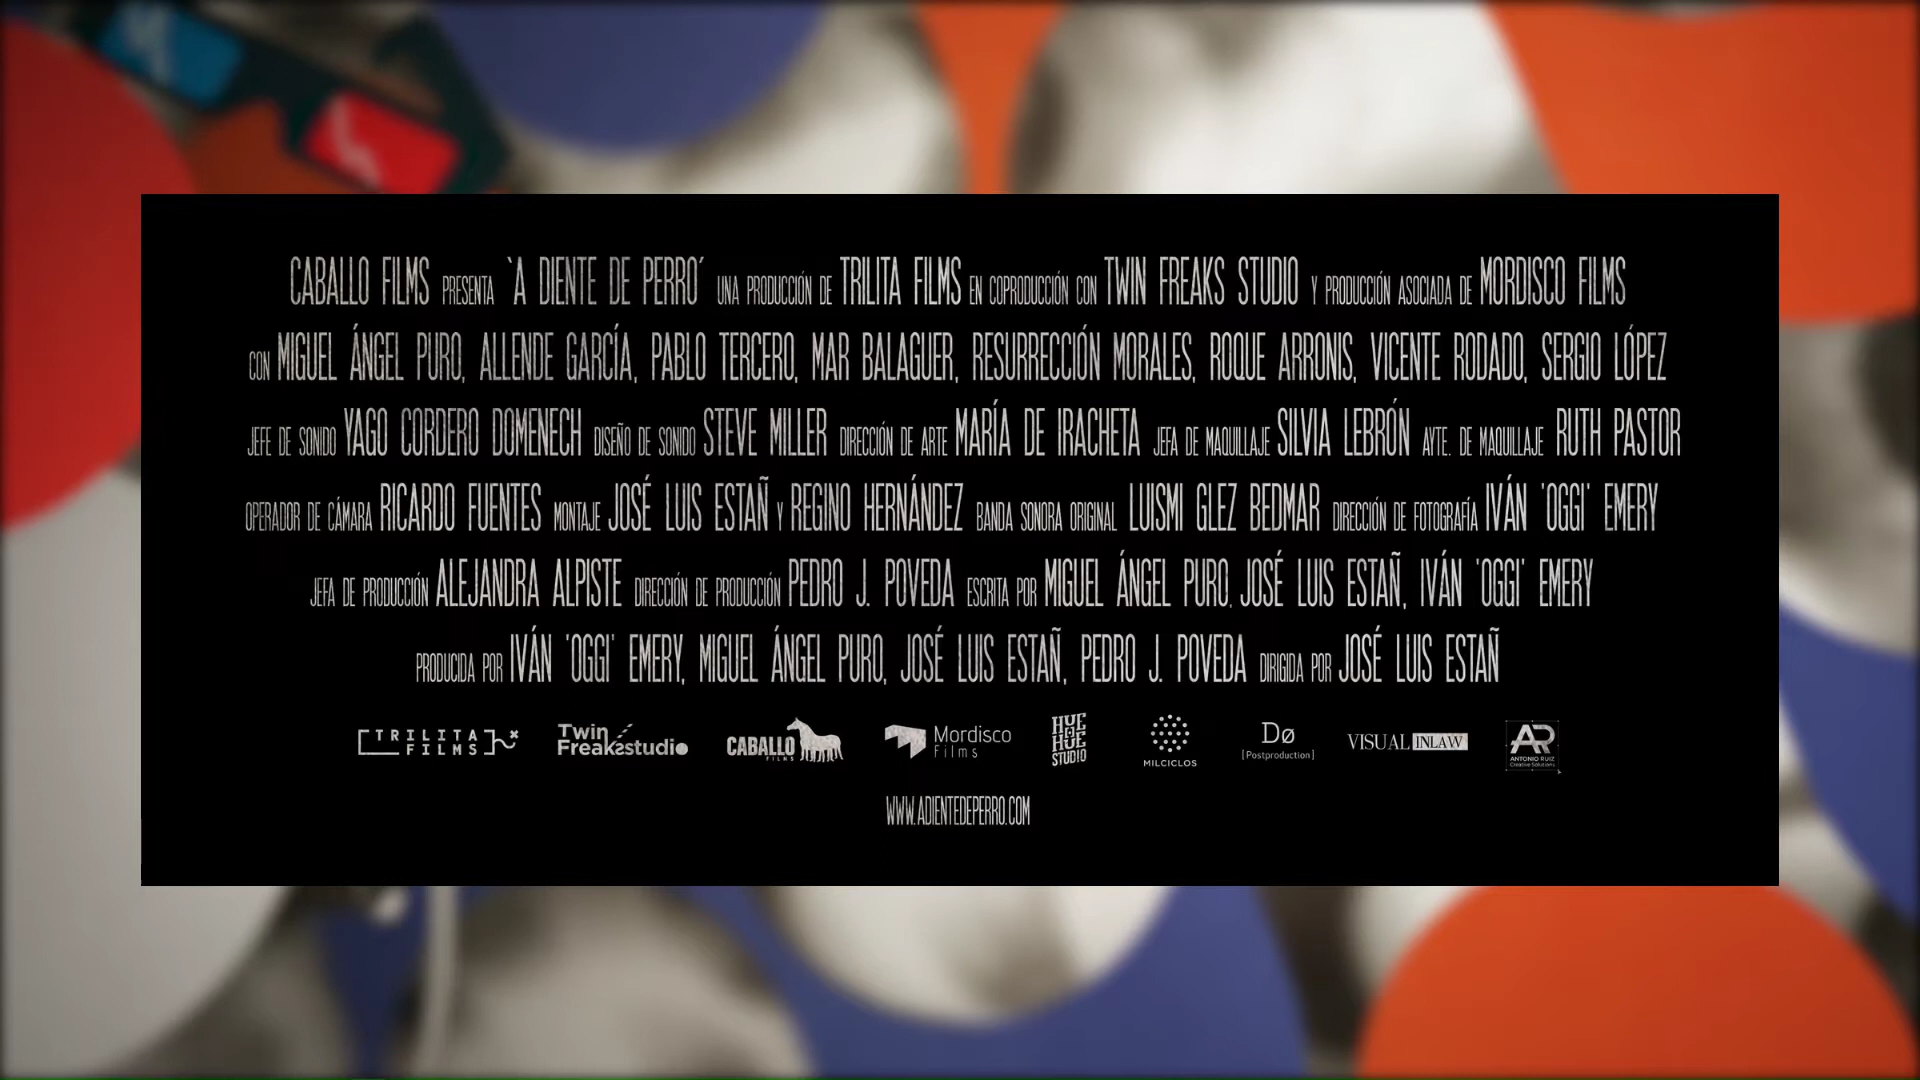 CABALLO FILMS PRESENTA `A DIENTE DE PERRO´ UNA PRODUCCIÓN DE TRILITA FILMS EN COPRODUCCIÓN CON TWIN FREAKS STUDIO Y PRODUCCIÓN ASOCIADA DE MORDISCO FILMS
CON MIGUEL ÁNGEL PURO, ALLENDE GARCÍA, PABLO TERCERO, MAR BALAGUER, RESURRECCIÓN MORALES, ROQUE ARRONIS, VICENTE RODADO, SERGIO LÓPEZ
JEFE DE SONIDO YAGO CORDERO DOMENECH DISEÑO DE SONIDO STEVE MILLER DIRECCIÓN DE ARTE MARÍA DE IRACHETA JEFA DE MAQUILLAJE SILVIA LEBRÓN AYTE. DE MAQUILLAJE RUTH PASTOR
OPERADOR DE CÁMARA RICARDO FUENTES MONTAJE JOSÉ LUIS ESTAÑ Y REGINO HERNÁNDEZ BANDA SONORA ORIGINAL LUISMI GLEZ BEDMAR DIRECCIÓN DE FOTOGRAFÍA IVÁN 'OGGI' EMERY
JEFA DE PRODUCCIÓN ALEJANDRA ALPISTE DIRECCIÓN DE PRODUCCIÓN PEDRO J. POVEDA ESCRITA POR MIGUEL ÁNGEL PURO, JOSÉ LUIS ESTAÑ, IVÁN 'OGGI' EMERY
PRODUCIDA POR IVÁN 'OGGI' EMERY, MIGUEL ÁNGEL PURO, JOSÉ LUIS ESTAÑ, PEDRO J. POVEDA DIRIGIDA POR JOSÉ LUIS ESTAÑ
TRILITA FILMS
Twin Freaks studio
CABALLO FILMS
Mordisco Films
HUE HUE STUDIO
MILCICLOS
Dø [Postproduction]
VISUAL INLAW
AR ANTONIO RUIZ Creative Solutions
WWW.ADIENTEDEPERRO.COM